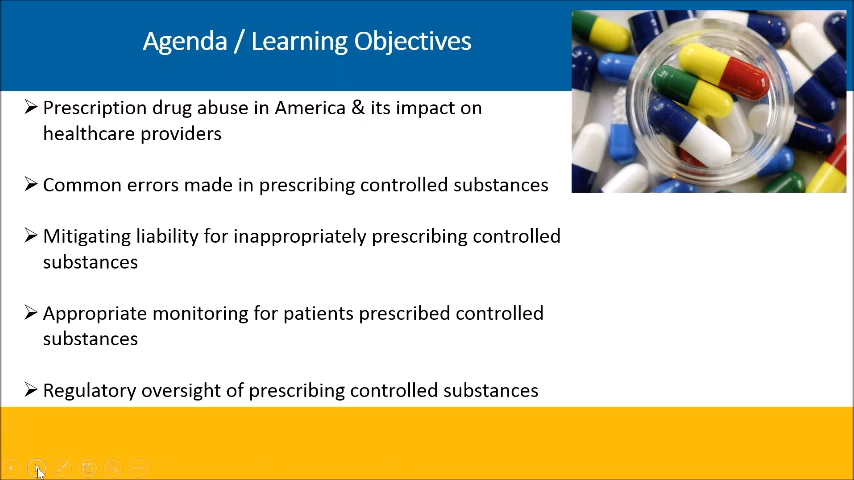 Agenda / Learning Objectives
Prescription drug abuse in America & its impact on
healthcare providers
Common errors made in prescribing controlled substances
Mitigating liability for inappropriately prescribing controlled
substances
Appropriate monitoring for patients prescribed controlled
substances
Regulatory oversight of prescribing controlled substances